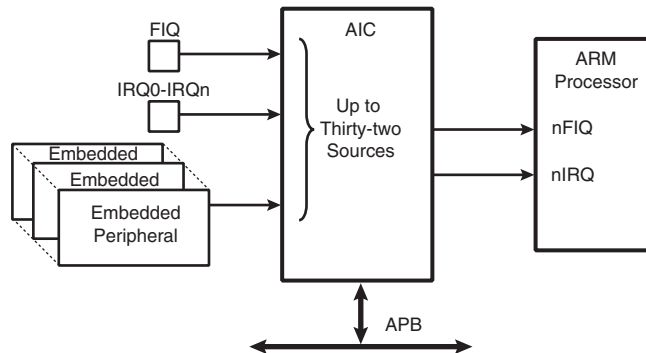 FIQ
IRQ0-IRQn
Embedded
Embedded
Embedded
Peripheral
AIC
Up to
Thirty-two
Sources
ARM
Processor
nFIQ
nIRQ
APB